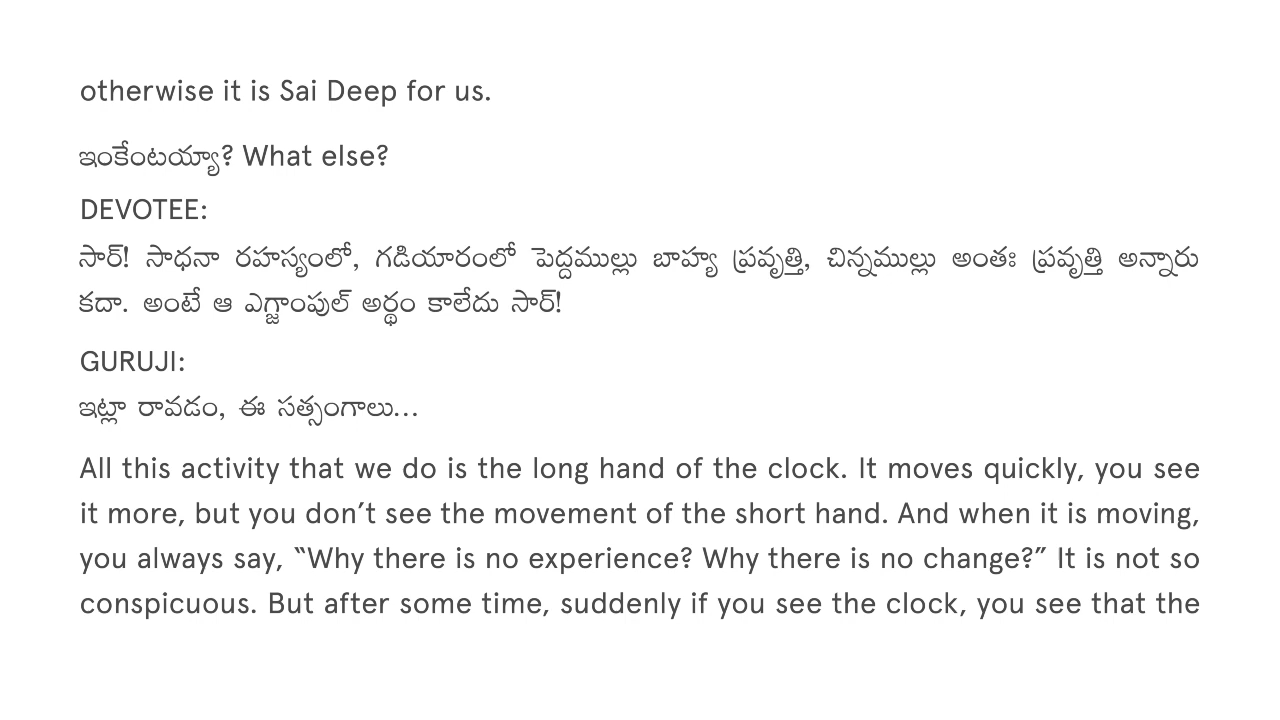 otherwise it is Sai Deep for us.
ఇంకేంటయ్యా? What else?
DEVOTEE:
సార్! సాధనా రహస్యంలో, గడియారంలో పెద్దముల్లు బాహ్య ప్రవృత్తి, చిన్నముల్లు అంతః ప్రవృత్తి అన్నారు
కదా. అంటే ఆ ఎగ్జాంపుల్ అర్థం కాలేదు సార్!
GURUJI:
ఇట్లా రావడం, ఈ సత్సంగాలు...
All this activity that we do is the long hand of the clock. It moves quickly, you see
it more, but you don’t see the movement of the short hand. And when it is moving,
you always say, “Why there is no experience? Why there is no change?” It is not so
conspicuous. But after some time, suddenly if you see the clock, you see that the